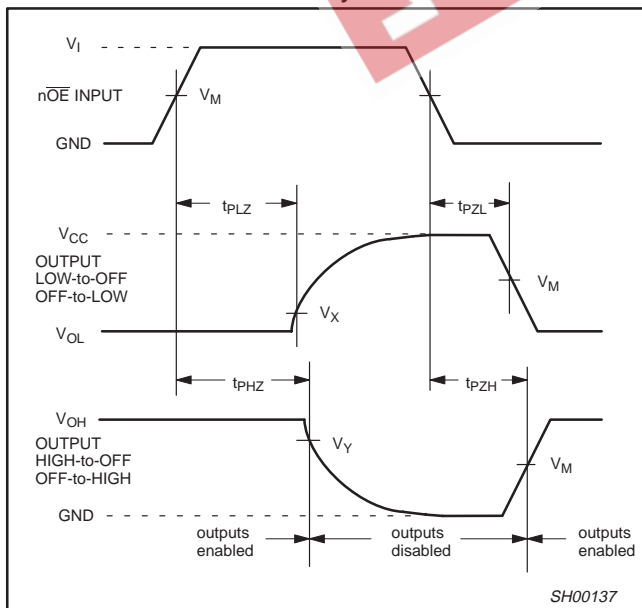 V_I
nOE INPUT
V_M
GND
t_PLZ
t_PZL
V_CC
OUTPUT
LOW-to-OFF
OFF-to-LOW
V_M
V_X
V_OL
t_PHZ
t_PZH
V_OH
OUTPUT
HIGH-to-OFF
OFF-to-HIGH
V_Y
V_M
GND
outputs enabled
outputs disabled
outputs enabled
SH00137